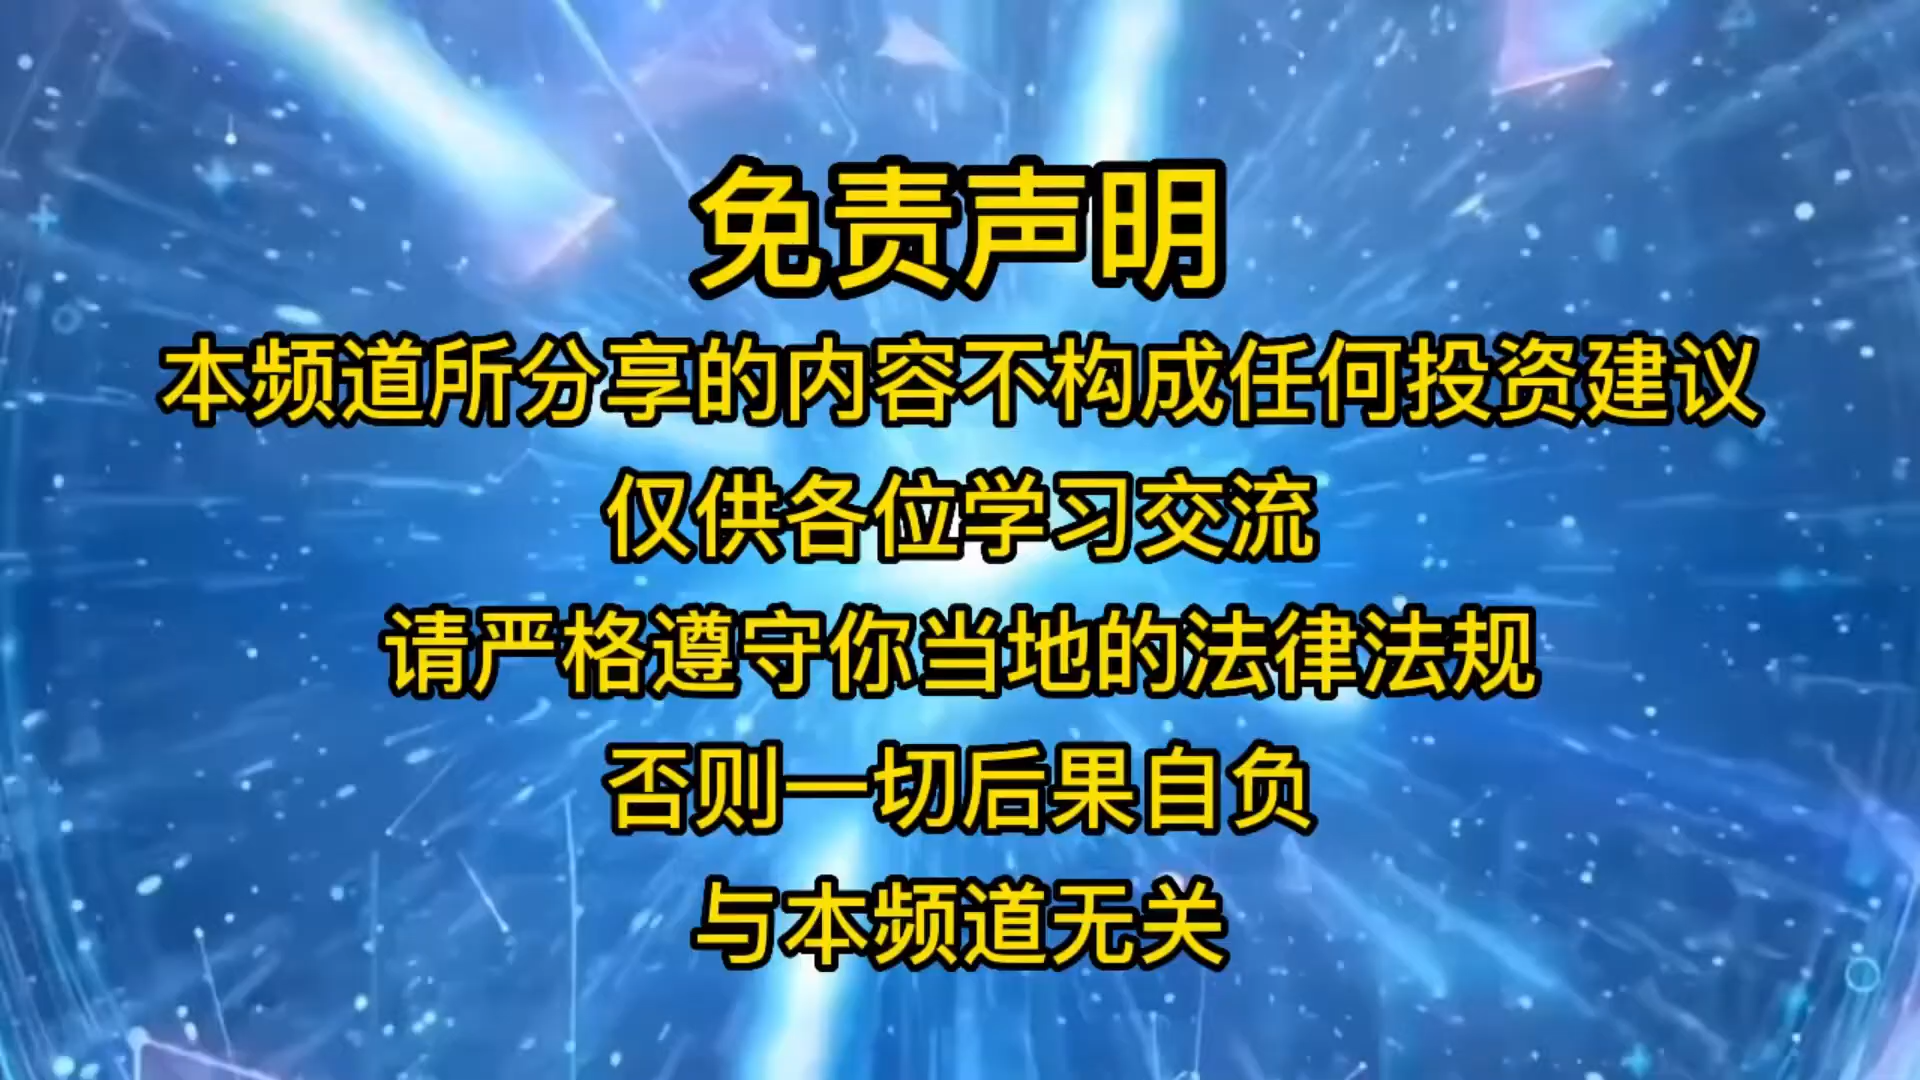 免责声明
本频道所分享的内容不构成任何投资建议
仅供各位学习交流
请严格遵守你当地的法律法规
否则一切后果自负
与本频道无关